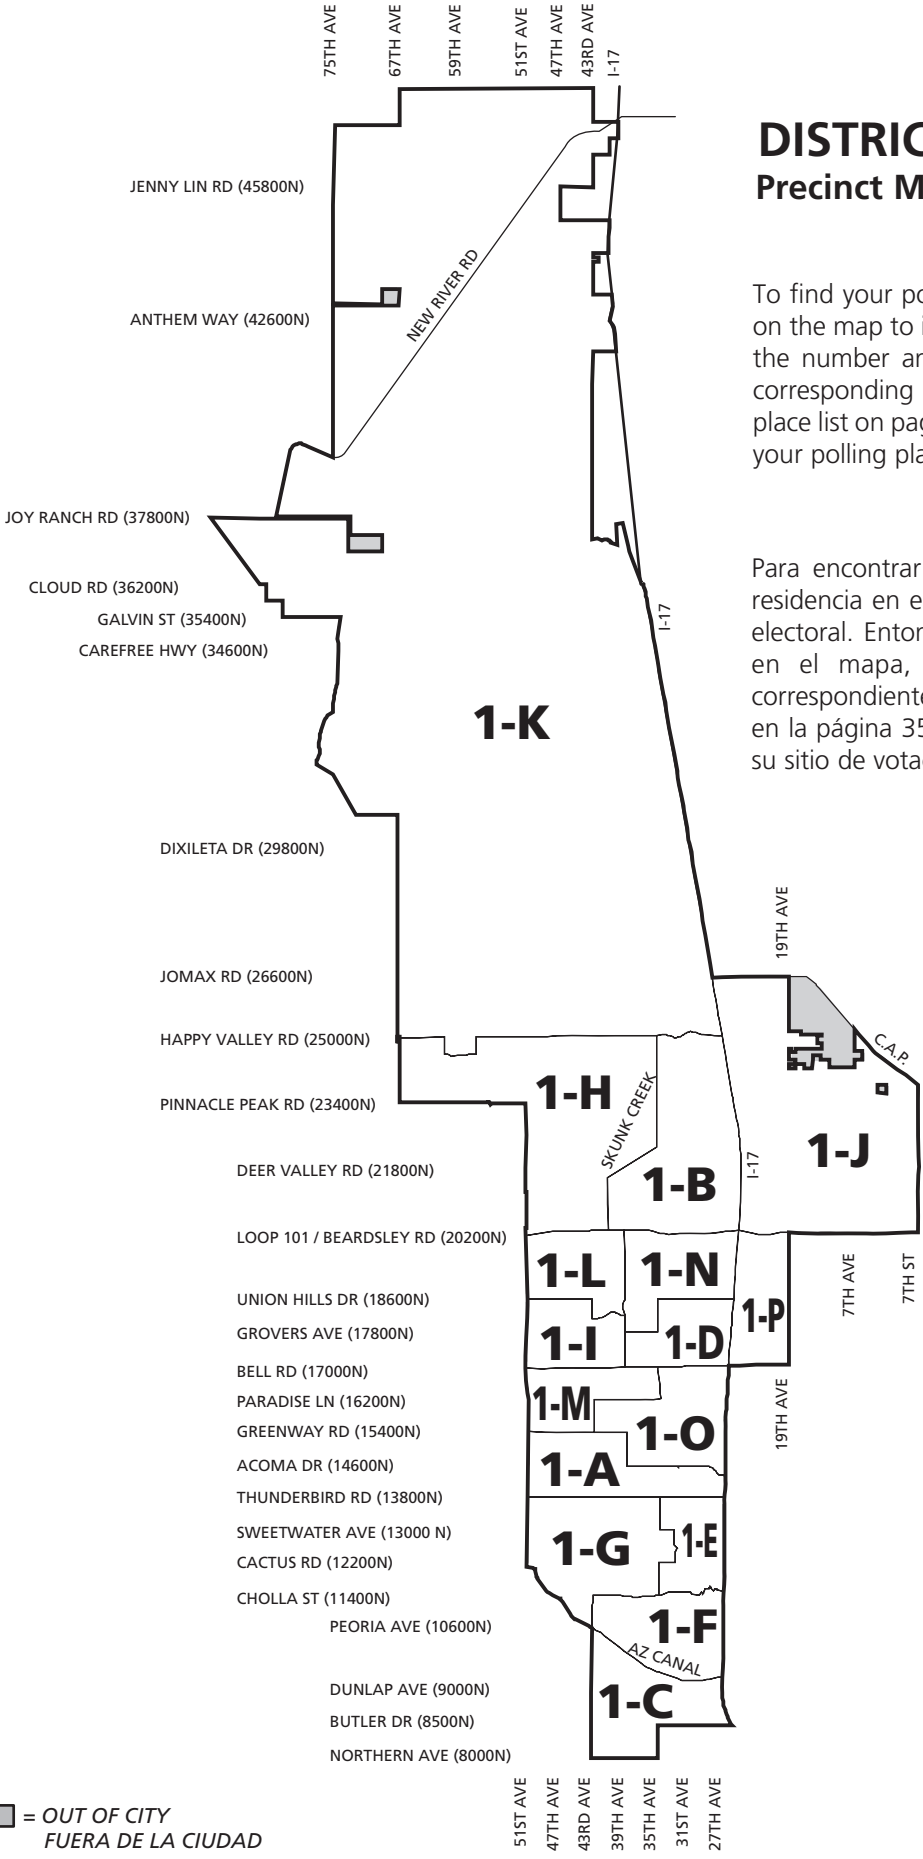 75TH AVE
67TH AVE
59TH AVE
51ST AVE
47TH AVE
43RD AVE
I-17
DISTRIC
Precinct M
JENNY LIN RD (45800N)
NEW RIVER RD
ANTHEM WAY (42600N)
To find your po
on the map to i
the number ar
corresponding
place list on pag
your polling pla
JOY RANCH RD (37800N)
CLOUD RD (36200N)
GALVIN ST (35400N)
CAREFREE HWY (34600N)
I-17
Para encontrar
residencia en e
electoral. Entor
en el mapa,
correspondiente
en la página 35
su sitio de vota
1-K
DIXILETA DR (29800N)
19TH AVE
JOMAX RD (26600N)
HAPPY VALLEY RD (25000N)
C.A.P.
1-H
SKUNK CREEK
PINNACLE PEAK RD (23400N)
1-J
DEER VALLEY RD (21800N)
I-17
1-B
LOOP 101 / BEARDSLEY RD (20200N)
1-L
1-N
7TH AVE
7TH ST
UNION HILLS DR (18600N)
1-P
GROVERS AVE (17800N)
1-I
1-D
BELL RD (17000N)
PARADISE LN (16200N)
1-M
19TH AVE
GREENWAY RD (15400N)
1-O
ACOMA DR (14600N)
1-A
THUNDERBIRD RD (13800N)
SWEETWATER AVE (13000 N)
1-G
1-E
CACTUS RD (12200N)
CHOLLA ST (11400N)
PEORIA AVE (10600N)
1-F
AZ CANAL
DUNLAP AVE (9000N)
1-C
BUTLER DR (8500N)
NORTHERN AVE (8000N)
51ST AVE
47TH AVE
43RD AVE
39TH AVE
35TH AVE
31ST AVE
27TH AVE
= OUT OF CITY
FUERA DE LA CIUDAD